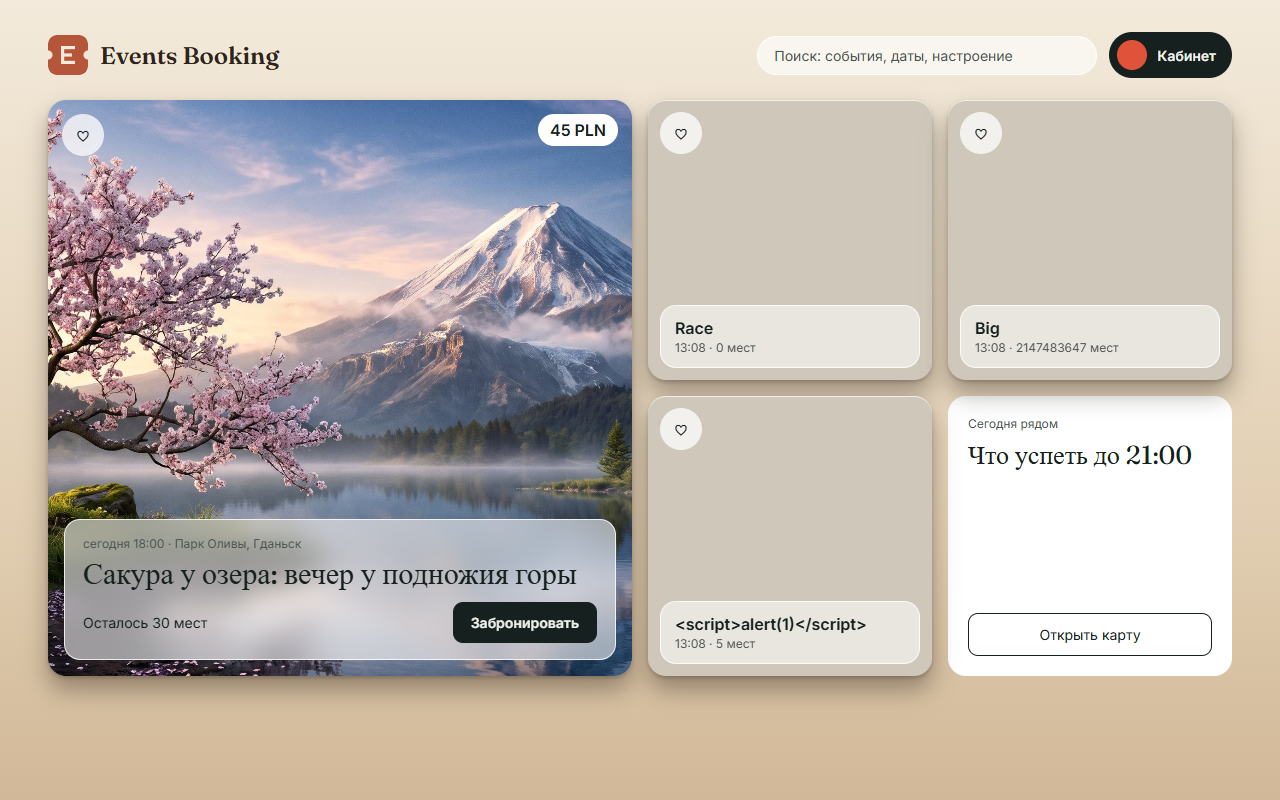 E
Events Booking
Поиск: события, даты, настроение
Кабинет
45 PLN
сегодня 18:00 · Парк Оливы, Гданьск
Сакура у озера: вечер у подножия горы
Осталось 30 мест
Забронировать
Race
13:08 · 0 мест
Big
13:08 · 2147483647 мест
<script>alert(1)</script>
13:08 · 5 мест
Сегодня рядом
Что успеть до 21:00
Открыть карту